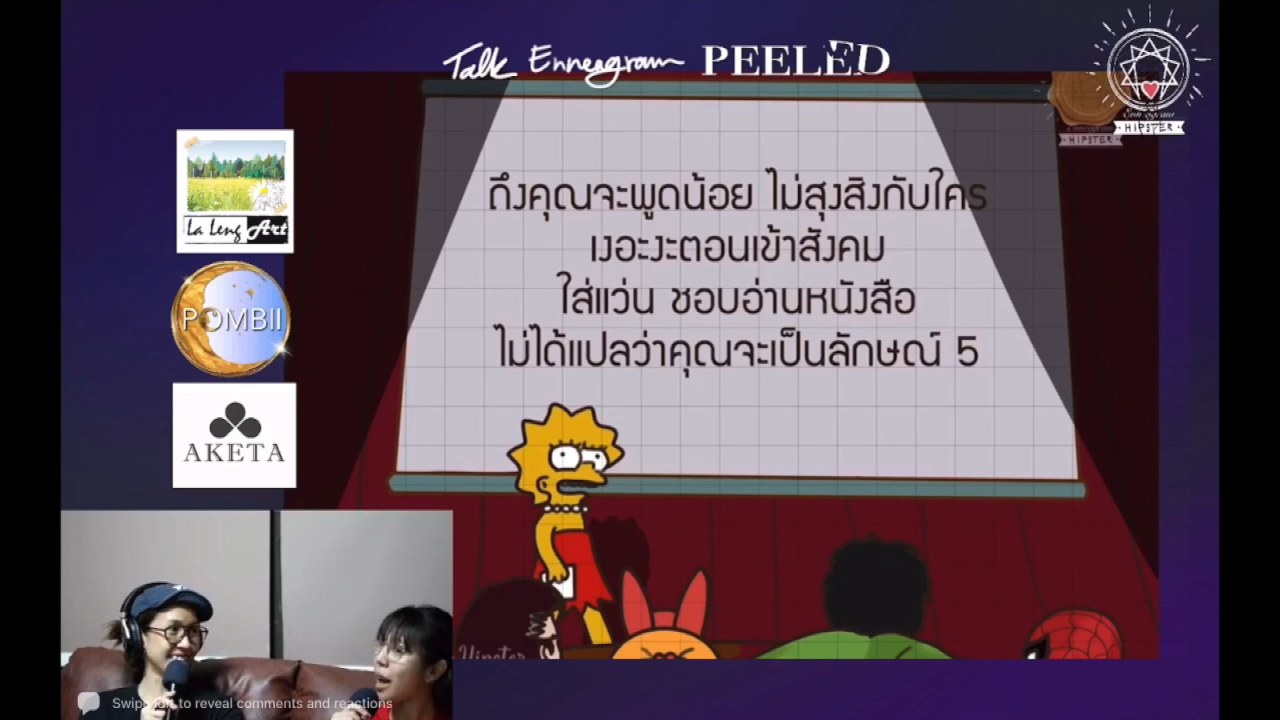 Talk Enneagram PEELED
HIPSTER
HIPSTER
ถึงคุณจะพูดน้อย ไม่สุงสิงกับใคร
เงอะงะตอนเข้าสังคม
ใส่แว่น ชอบอ่านหนังสือ
ไม่ได้แปลว่าคุณจะเป็นลักษณ์ 5
La Leng Art
POMBII
AKETA
Hipster
to reveal comments and reactions